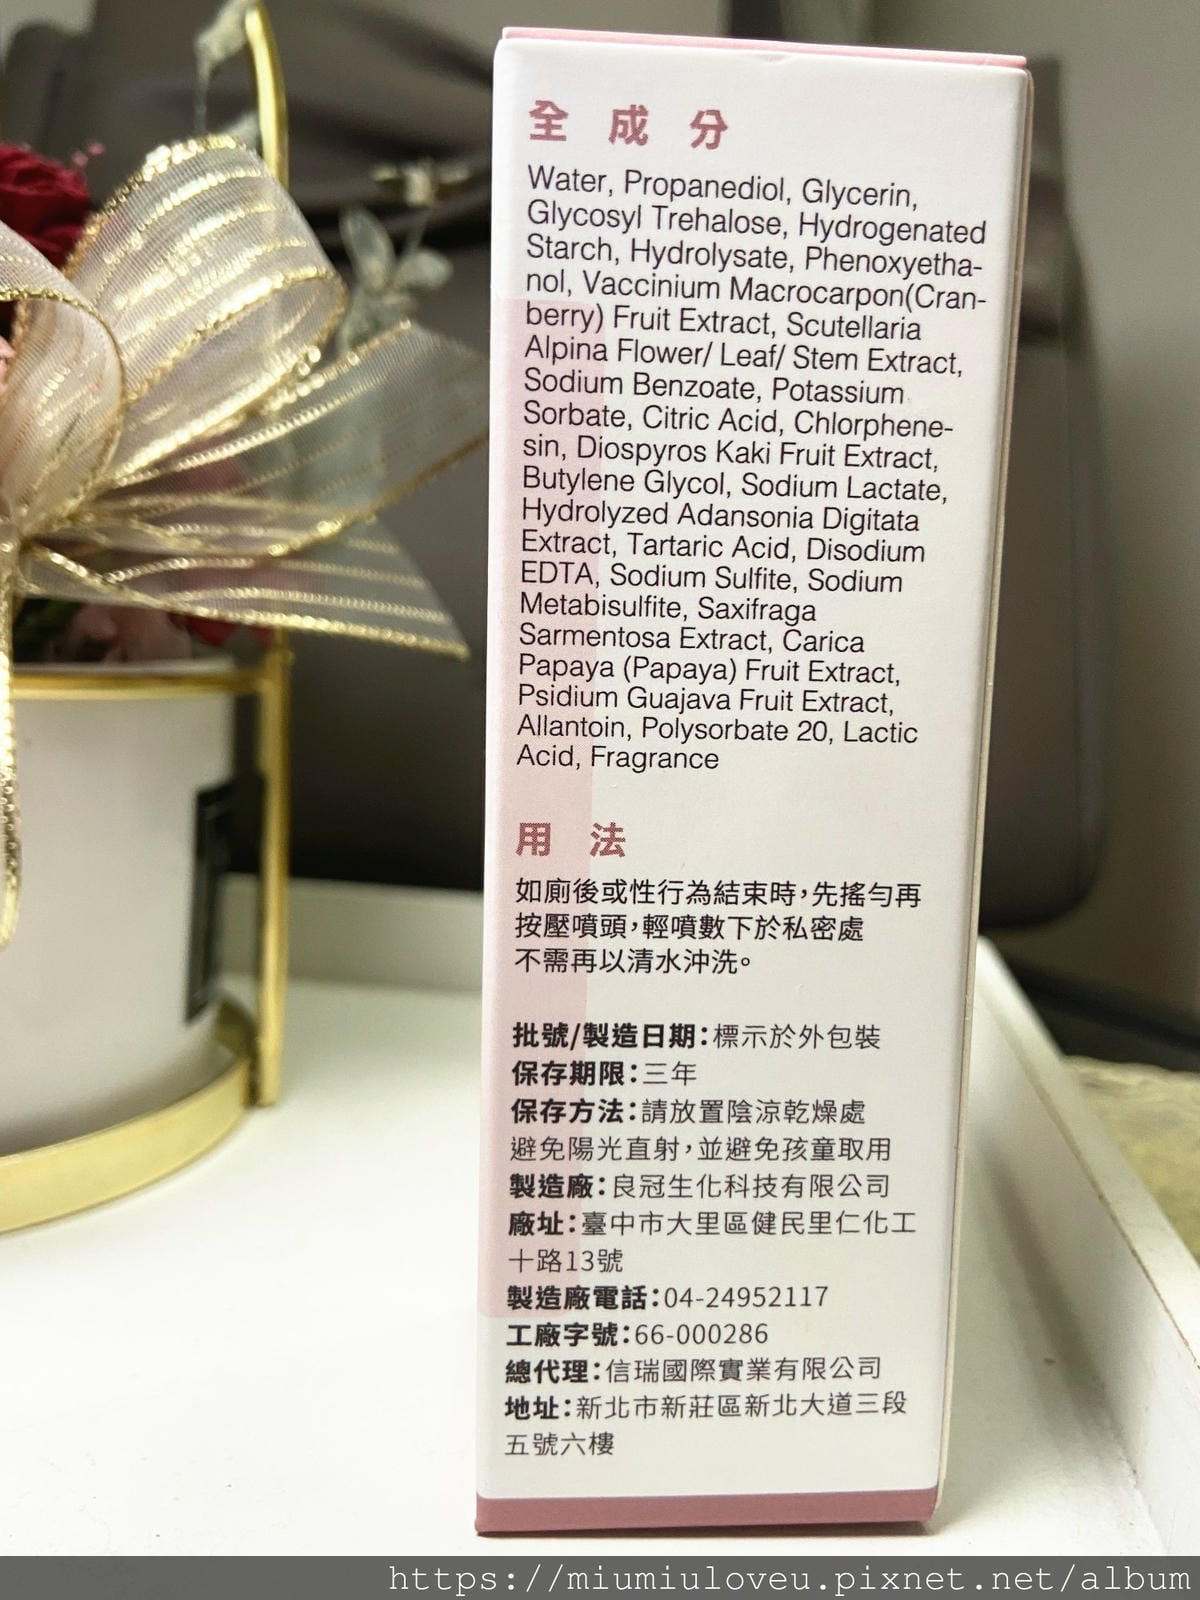 全成分
Water, Propanediol, Glycerin,
Glycosyl Trehalose, Hydrogenated
Starch, Hydrolysate, Phenoxyetha-
nol, Vaccinium Macrocarpon(Cran-
berry) Fruit Extract, Scutellaria
Alpina Flower/ Leaf/ Stem Extract,
Sodium Benzoate, Potassium
Sorbate, Citric Acid, Chlorphene-
sin, Diospyros Kaki Fruit Extract,
Butylene Glycol, Sodium Lactate,
Hydrolyzed Adansonia Digitata
Extract, Tartaric Acid, Disodium
EDTA, Sodium Sulfite, Sodium
Metabisulfite, Saxifraga
Sarmentosa Extract, Carica
Papaya (Papaya) Fruit Extract,
Psidium Guajava Fruit Extract,
Allantoin, Polysorbate 20, Lactic
Acid, Fragrance
用法
如廁後或性行為結束時,先搖勻再
按壓噴頭,輕噴數下於私密處
不需再以清水沖洗。
批號/製造日期:標示於外包裝
保存期限:三年
保存方法:請放置陰涼乾燥處
避免陽光直射,並避免孩童取用
製造廠:良冠生化科技有限公司
廠址:臺中市大里區健民里仁化工
十路13號
製造廠電話:04-24952117
工廠字號:66-000286
總代理:信瑞國際實業有限公司
地址:新北市新莊區新北大道三段
五號六樓
https://miumiuloveu.pixnet.net/album